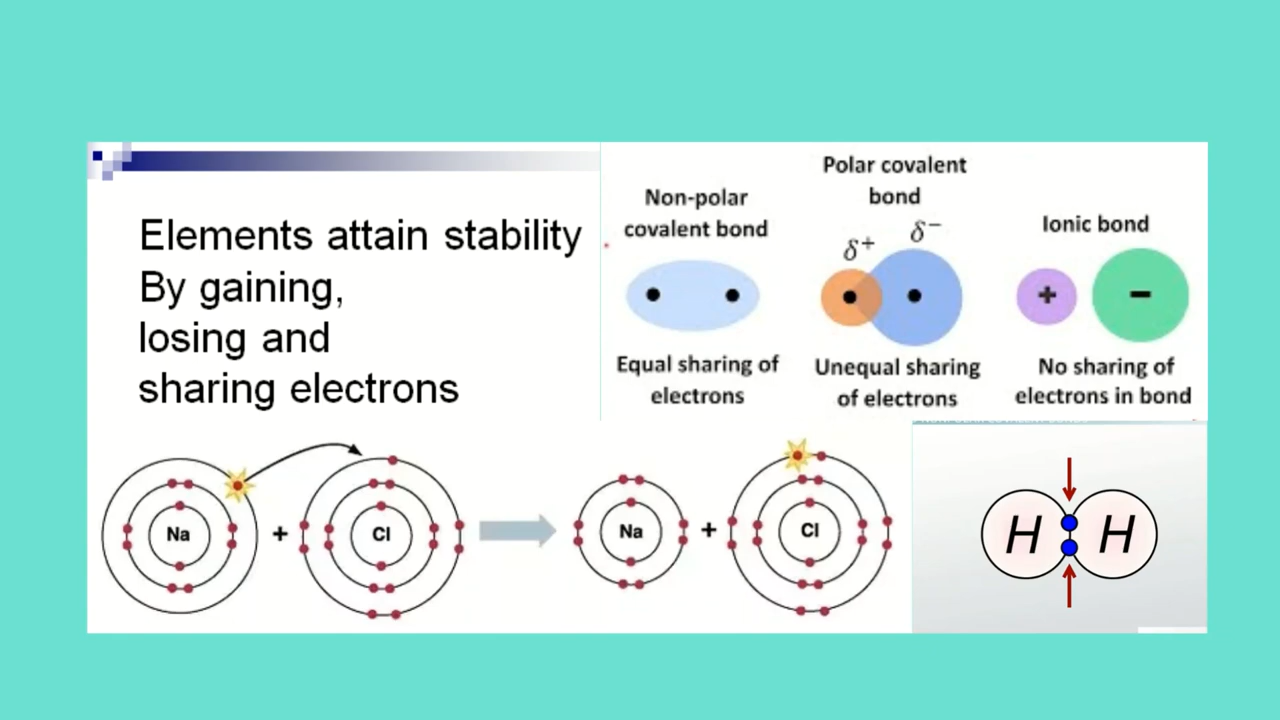 Elements attain stability
By gaining,
losing and
sharing electrons
Non-polar
covalent bond
Equal sharing of
electrons
Polar covalent
bond
δ+ δ−
Unequal sharing
of electrons
Ionic bond
+ −
No sharing of
electrons in bond
Na + Cl Na + Cl
H H